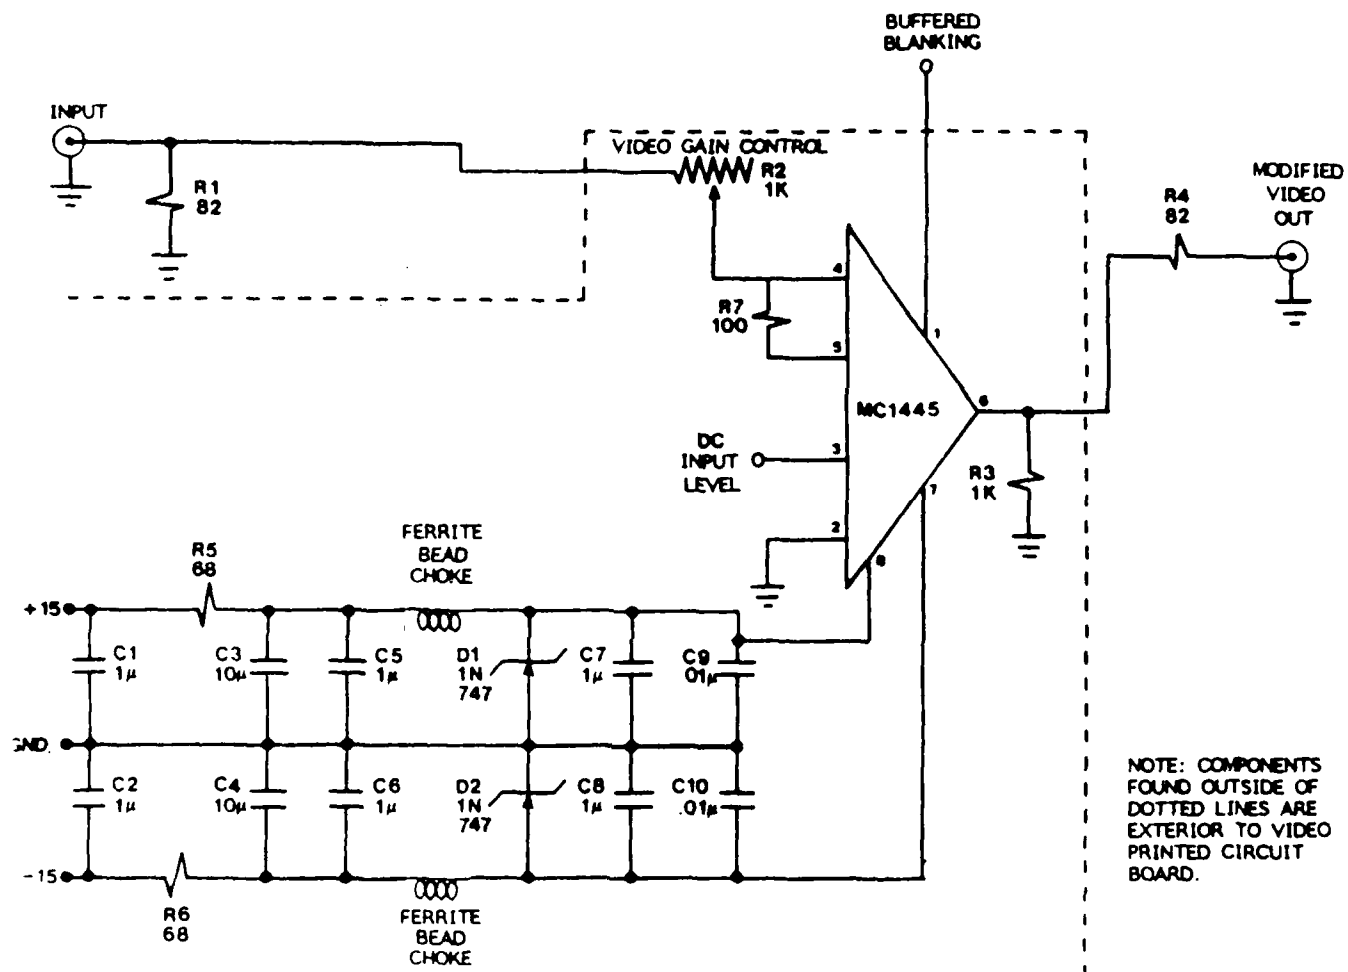 BUFFERED
BLANKING
INPUT
VIDEO GAIN CONTROL
R2
1K
R1
82
MODIFIED
VIDEO
OUT
R4
82
4
R7
100
5
1
MC1445
6
DC
INPUT
LEVEL
3
R3
1K
7
2
8
FERRITE
BEAD
CHOKE
R5
68
+15
C1
1μ
C3
10μ
C5
1μ
D1
1N
747
C7
1μ
C9
.01μ
GND.
C2
1μ
C4
10μ
C6
1μ
D2
1N
747
C8
1μ
C10
.01μ
-15
R6
68
FERRITE
BEAD
CHOKE
NOTE: COMPONENTS
FOUND OUTSIDE OF
DOTTED LINES ARE
EXTERIOR TO VIDEO
PRINTED CIRCUIT
BOARD.